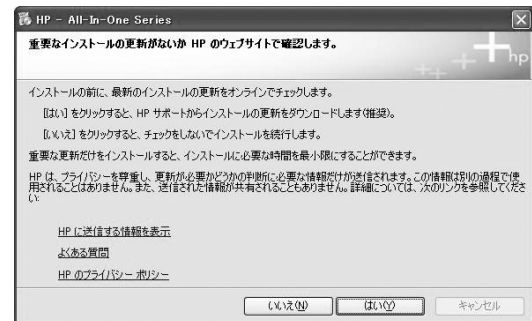 HP - All-In-One Series
重要なインストールの更新がないか HP のウェブサイトで確認します。
hp
インストールの前に、最新のインストールの更新をオンラインでチェックします。
[はい] をクリックすると、HP サポートからインストールの更新をダウンロードします(推奨)。
[いいえ] をクリックすると、チェックをしないでインストールを続行します。
重要な更新だけをインストールすると、インストールに必要な時間を最小限にすることができます。
HP は、プライバシーを尊重し、更新が必要かどうかの判断に必要な情報だけが送信されます。この情報は別の過程で使
用されることはありません。また、送信された情報が共有されることもありません。詳細については、次のリンクを参照してくださ
い:
HP に送信する情報を表示
よくある質問
HP のプライバシー ポリシー
いいえ(N)
はい(Y)
キャンセル